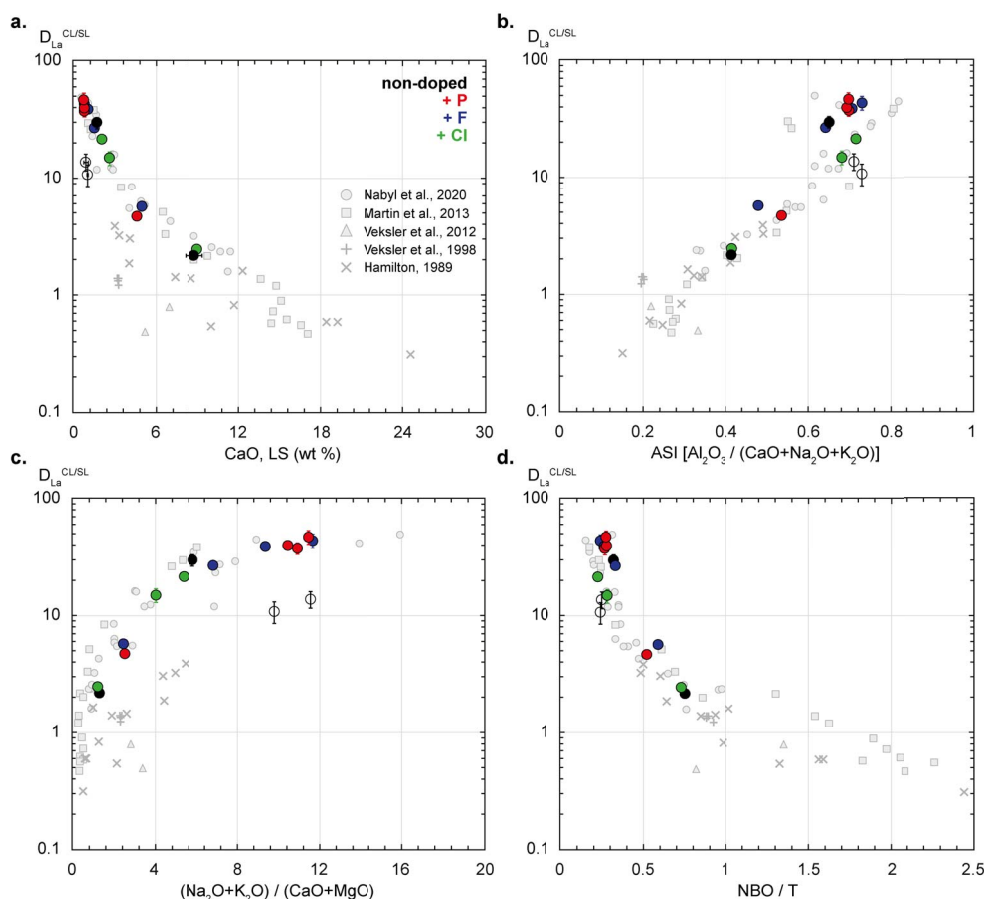 a.
D_La^CL/SL
100
10
1
0.1
non-doped
+ P
+ F
+ Cl
Nabyl et al., 2020
Martin et al., 2013
Veksler et al., 2012
Veksler et al., 1998
Hamilton, 1989
0 6 12 18 24 30
CaO, LS (wt %)
b.
D_La^CL/SL
100
10
1
0.1
0 0.2 0.4 0.6 0.8 1
ASI [Al₂O₃ / (CaO+Na₂O+K₂O)]
c.
D_La^CL/SL
100
10
1
0.1
0 4 8 12 16 20
(Na₂O+K₂O) / (CaO+MgO)
d.
D_La^CL/SL
100
10
1
0.1
0 0.5 1 1.5 2 2.5
NBO / T